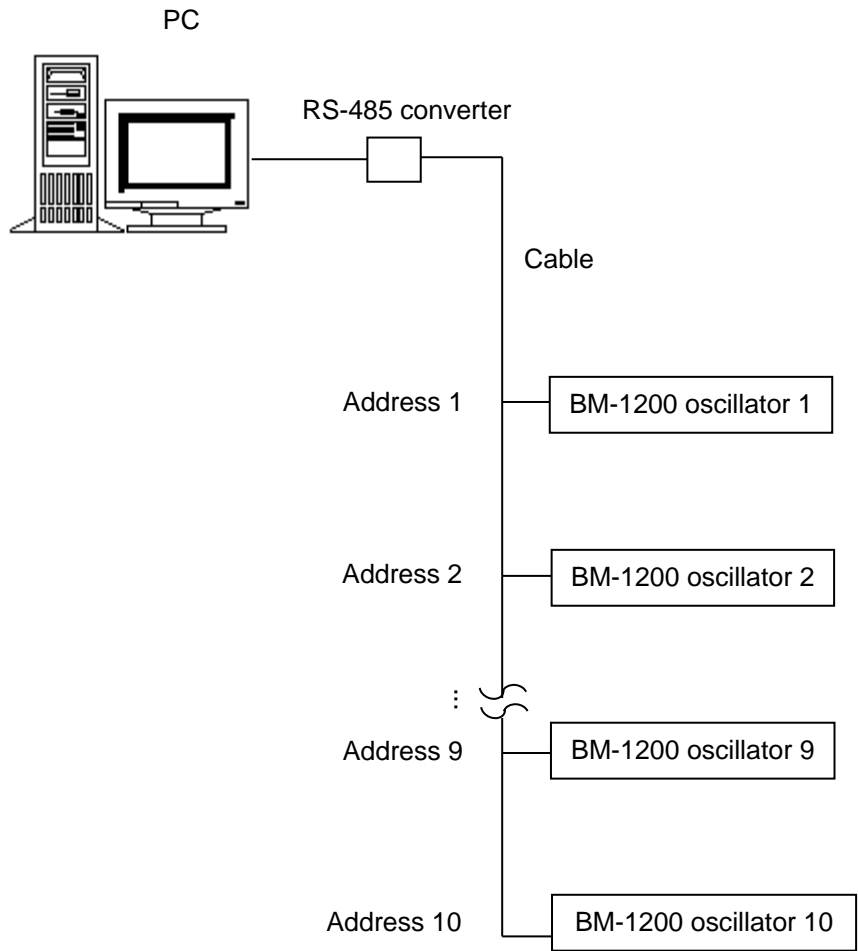 PC
RS-485 converter
Cable
Address 1
BM-1200 oscillator 1
Address 2
BM-1200 oscillator 2
...
Address 9
BM-1200 oscillator 9
Address 10
BM-1200 oscillator 10